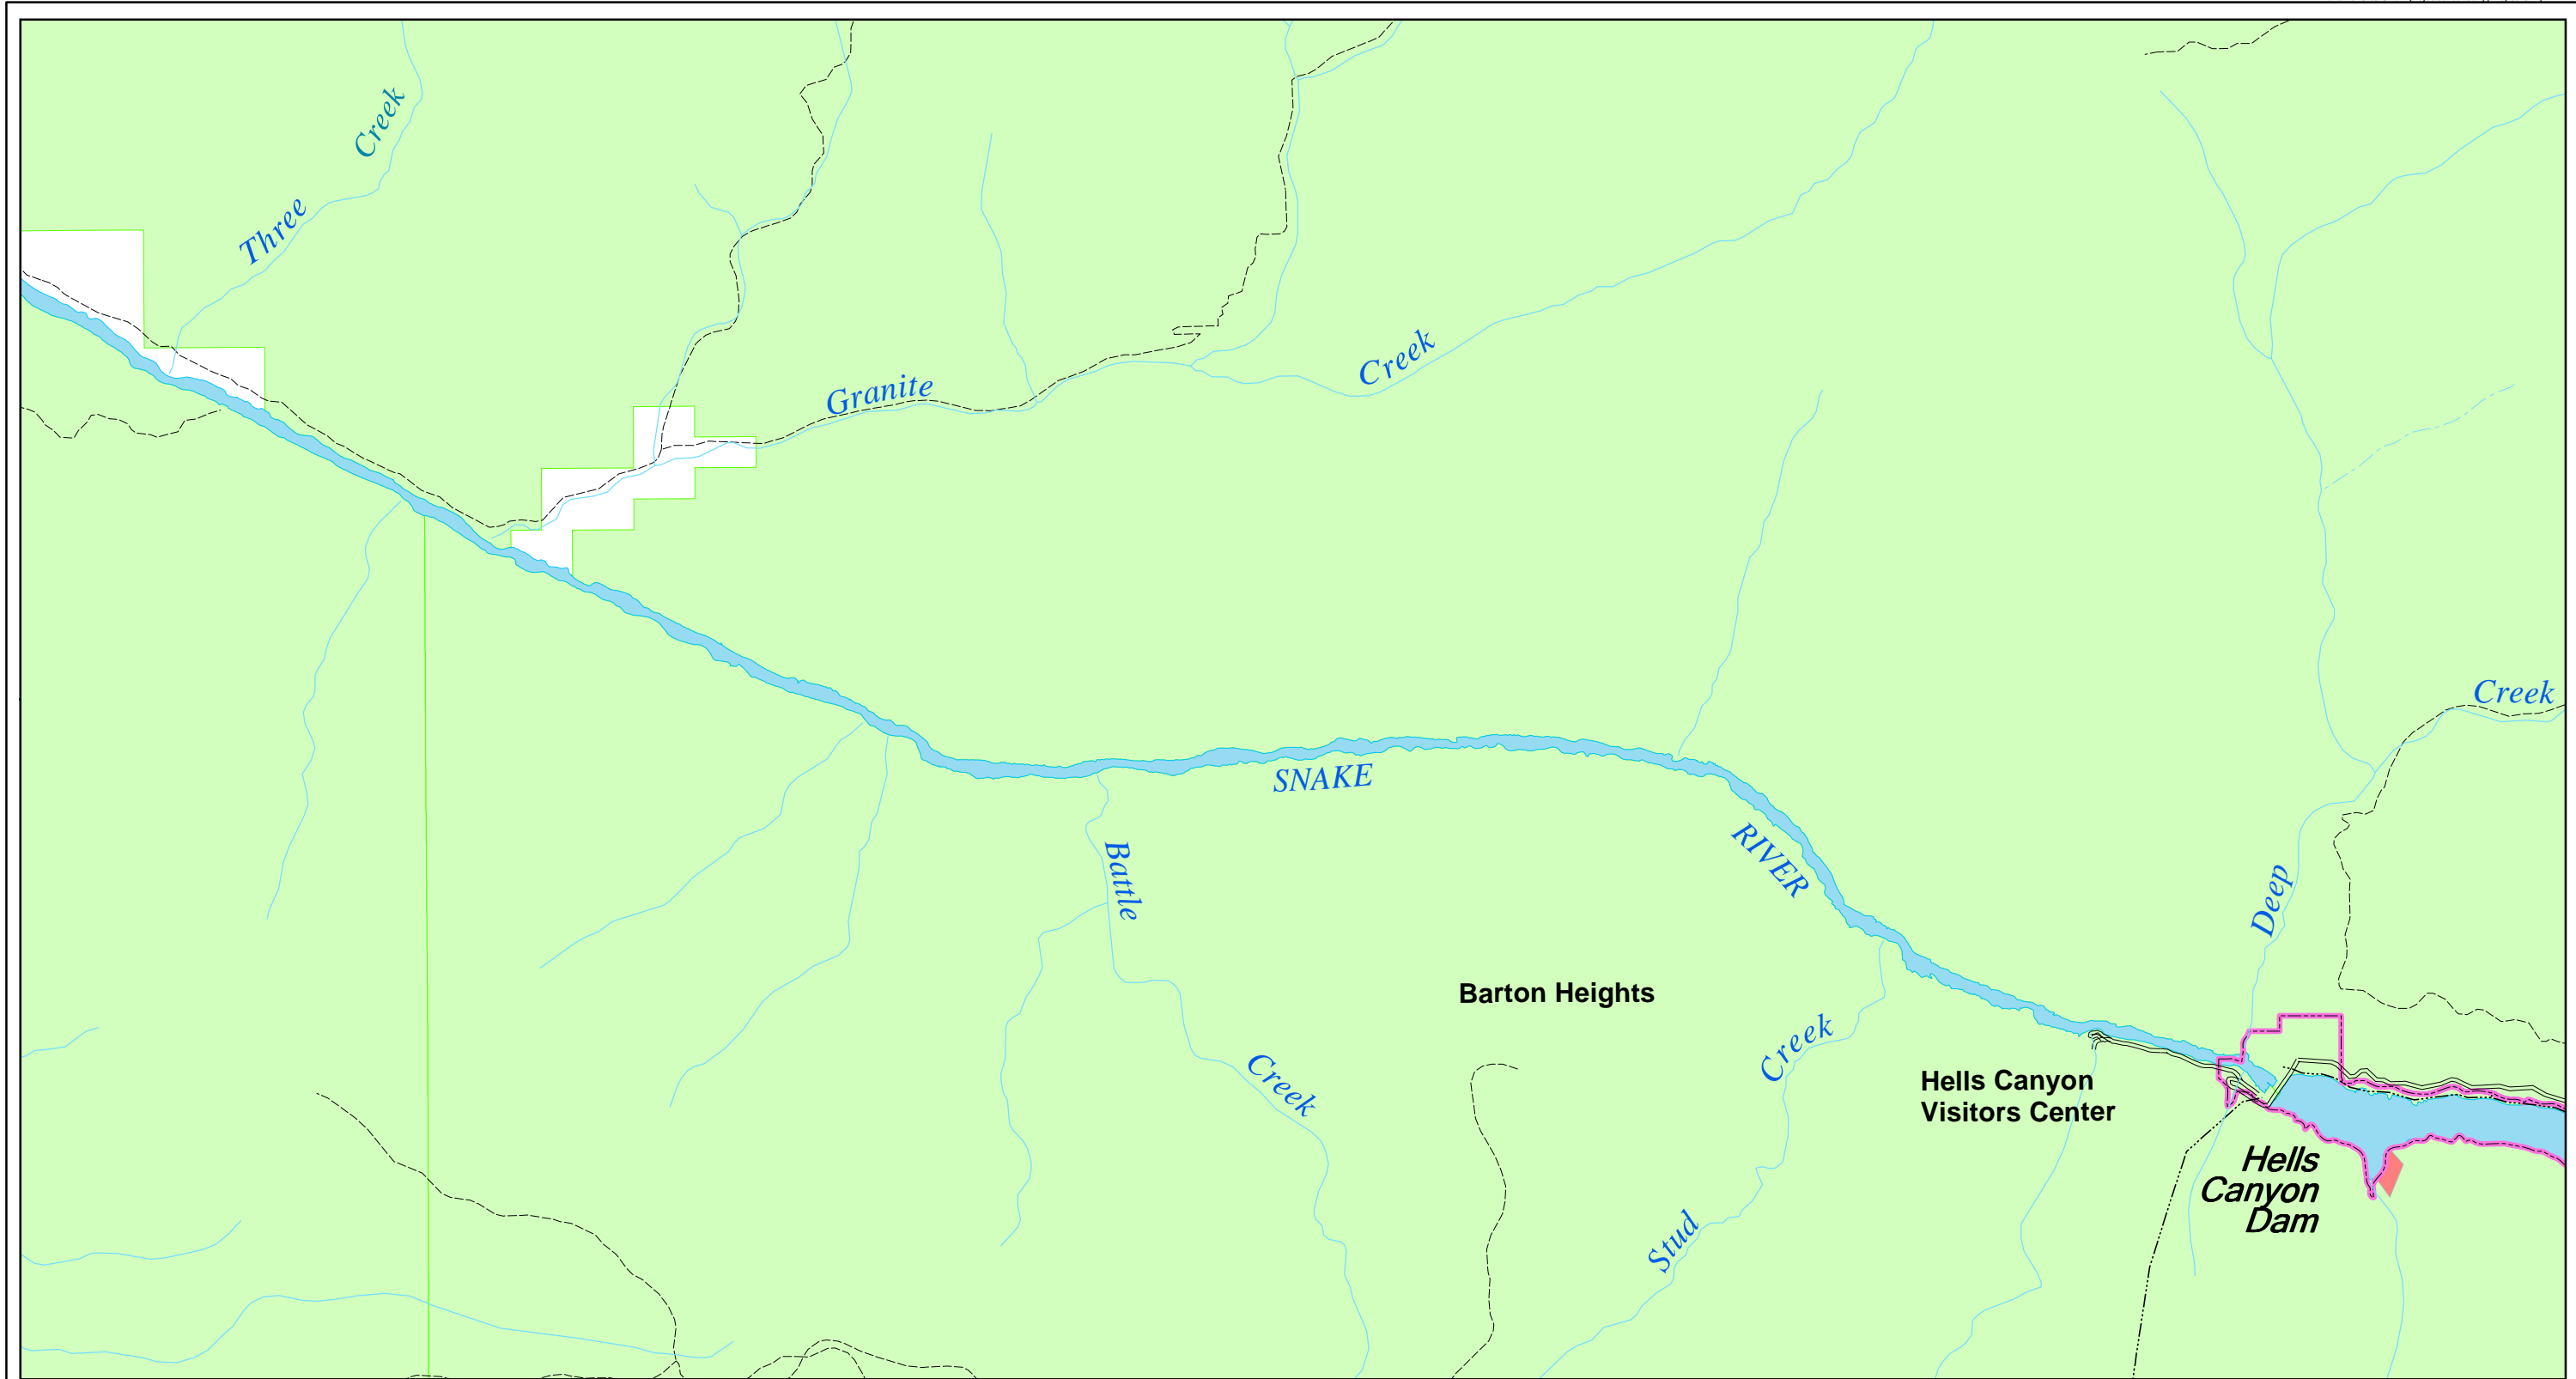 Three Creek
Granite Creek
Creek
SNAKE RIVER
Battle Creek
Deep
Barton Heights
Stud Creek
Hells Canyon
Visitors Center
Hells
Canyon
Dam